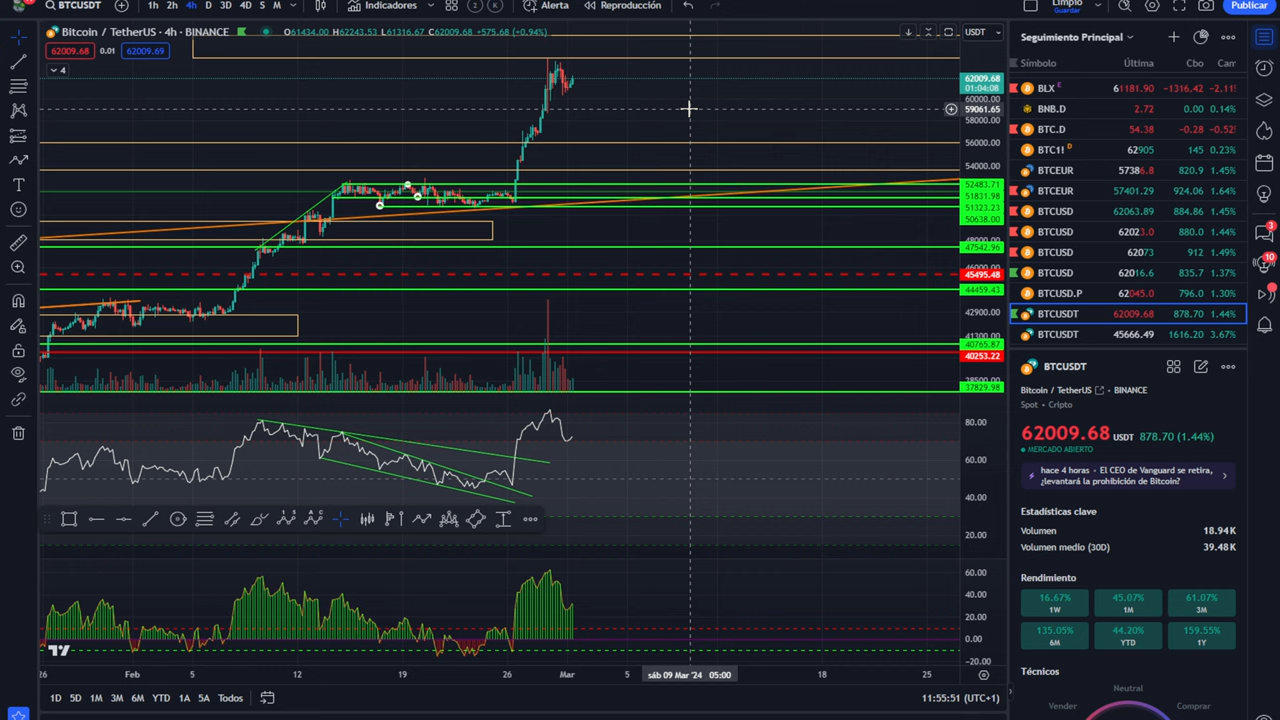 BTCUSDT 1h 2h 4h D 3D 4D S M Indicadores 2 K Alerta Reproducción Limpio Guardar Publicar
Bitcoin / TetherUS · 4h · BINANCE O61434.00 H62243.53 L61316.67 C62009.68 +575.68 (+0.94%) USDT
62009.68 0.01 62009.69
4
62009.68
01:04:08
60000.00
59061.65
58000.00
56000.00
54000.00
52483.71
51831.98
51323.23
50638.00
48000.00
47542.96
46000.00
45495.48
44459.43
42900.00
41300.00
40765.87
40253.22
37829.98
80.00
60.00
40.00
20.00
60.00
40.00
20.00
0.00
−20.00
26 Feb 5 12 19 26 Mar 5 sáb 09 Mar '24 05:00 18 25
1D 5D 1M 3M 6M YTD 1A 5A Todos 11:55:51 (UTC+1)
Seguimiento Principal
Símbolo Última Cbo
BLX E 61181.90 -1316.42
BNB.D 2.72 0.00 0.14%
BTC.D 54.38 -0.28 -0.52
BTC1! D 62905 145 0.23%
BTCEUR 57386.8 820.9 1.45%
BTCEUR 57401.29 924.06 1.64%
BTCUSD 62063.89 884.86 1.45%
BTCUSD 62023.0 880.0 1.44%
BTCUSD 62073 912 1.49%
BTCUSD 62016.6 835.7 1.37%
BTCUSD.P 62045.0 796.0 1.30%
BTCUSDT 62009.68 878.70 1.44%
BTCUSDT 45666.49 1616.20 3.67%
BTCUSDT
Bitcoin / TetherUS · BINANCE
Spot • Cripto
62009.68 USDT 878.70 (1.44%)
MERCADO ABIERTO
hace 4 horas • El CEO de Vanguard se retira,
¿levantará la prohibición de Bitcoin?
Estadísticas clave
Volumen 18.94K
Volumen medio (30D) 39.48K
Rendimiento
16.67% 45.07% 61.07%
1W 1M 3M
135.05% 44.20% 159.55%
6M YTD 1Y
Técnicos
Neutral
Vender Comprar
3
10